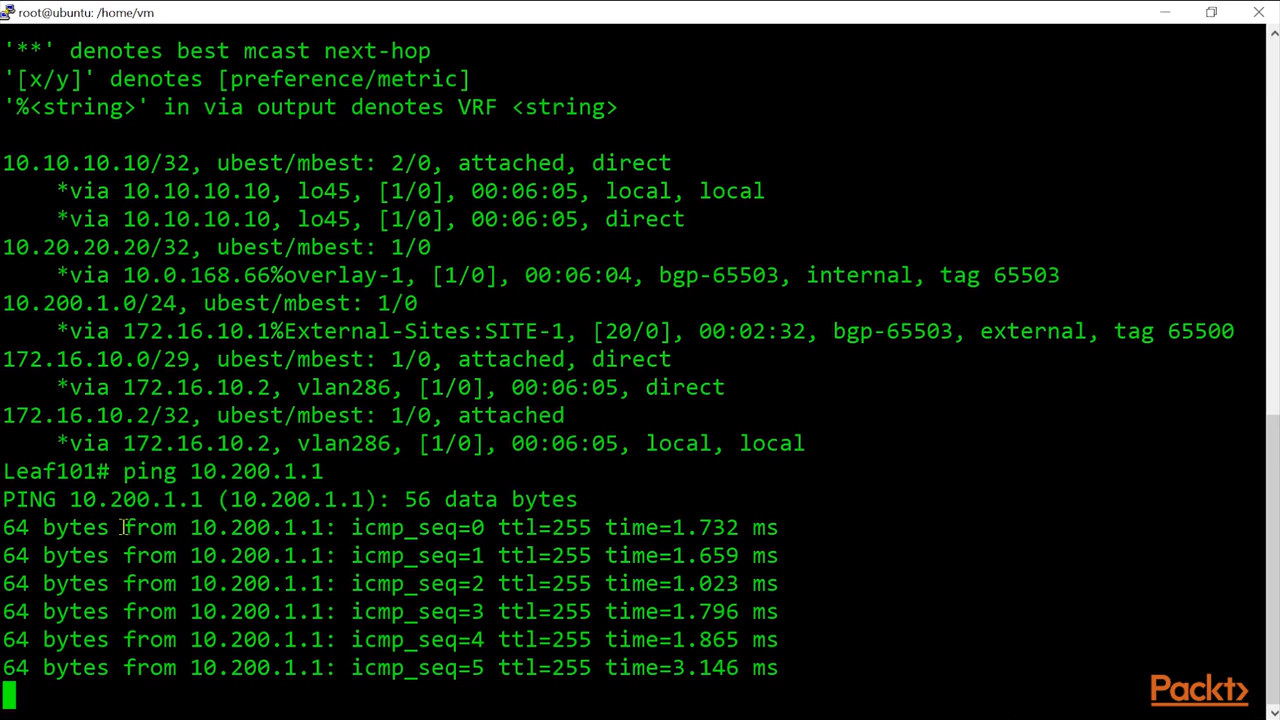 root@ubuntu: /home/vm
'**' denotes best mcast next-hop
'[x/y]' denotes [preference/metric]
'%<string>' in via output denotes VRF <string>
10.10.10.10/32, ubest/mbest: 2/0, attached, direct
*via 10.10.10.10, lo45, [1/0], 00:06:05, local, local
*via 10.10.10.10, lo45, [1/0], 00:06:05, direct
10.20.20.20/32, ubest/mbest: 1/0
*via 10.0.168.66%overlay-1, [1/0], 00:06:04, bgp-65503, internal, tag 65503
10.200.1.0/24, ubest/mbest: 1/0
*via 172.16.10.1%External-Sites:SITE-1, [20/0], 00:02:32, bgp-65503, external, tag 65500
172.16.10.0/29, ubest/mbest: 1/0, attached, direct
*via 172.16.10.2, vlan286, [1/0], 00:06:05, direct
172.16.10.2/32, ubest/mbest: 1/0, attached
*via 172.16.10.2, vlan286, [1/0], 00:06:05, local, local
Leaf101# ping 10.200.1.1
PING 10.200.1.1 (10.200.1.1): 56 data bytes
64 bytes from 10.200.1.1: icmp_seq=0 ttl=255 time=1.732 ms
64 bytes from 10.200.1.1: icmp_seq=1 ttl=255 time=1.659 ms
64 bytes from 10.200.1.1: icmp_seq=2 ttl=255 time=1.023 ms
64 bytes from 10.200.1.1: icmp_seq=3 ttl=255 time=1.796 ms
64 bytes from 10.200.1.1: icmp_seq=4 ttl=255 time=1.865 ms
64 bytes from 10.200.1.1: icmp_seq=5 ttl=255 time=3.146 ms
Packt>